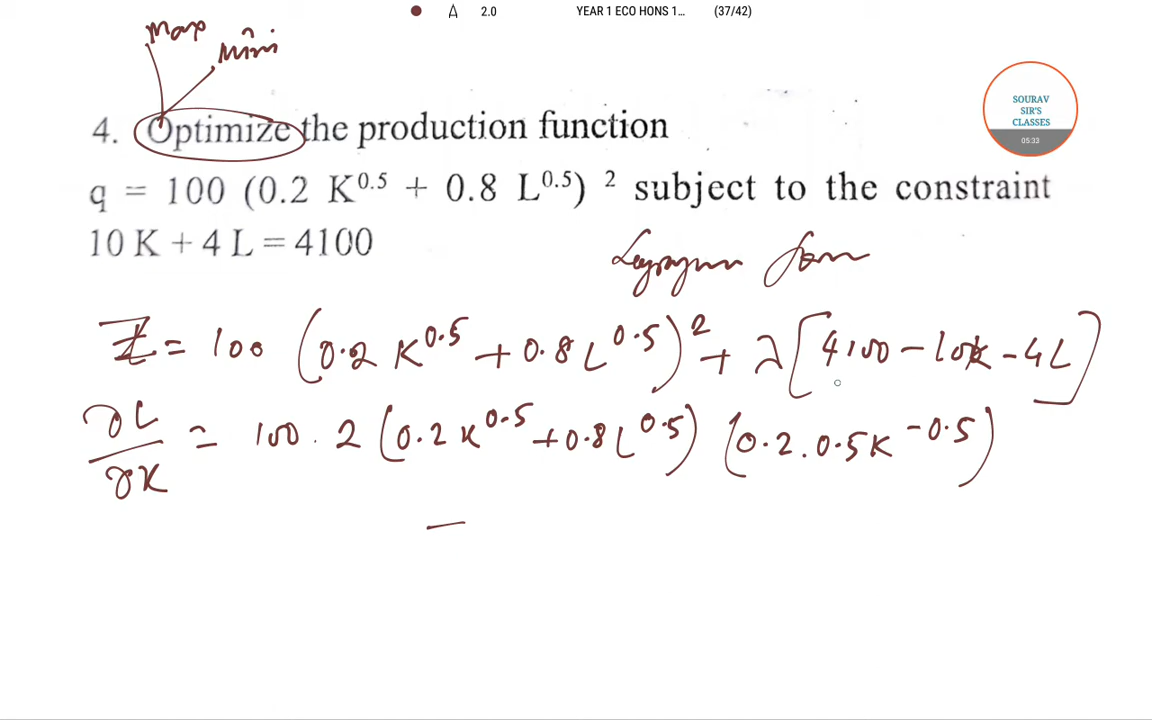 2.0 YEAR 1 ECO HONS 1... (37/42)
max
mini
SOURAV
SIR'S
CLASSES
05:33
4. Optimize the production function
q = 100 (0.2 K^0.5 + 0.8 L^0.5) ^2 subject to the constraint
10 K + 4 L = 4100
Z = 100 (0.2 K^0.5 + 0.8 L^0.5)^2 + λ[4100 - 10K - 4L]
∂L/∂K = 100 . 2 (0.2 K^0.5 + 0.8 L^0.5) (0.2 . 0.5 K^-0.5)
—